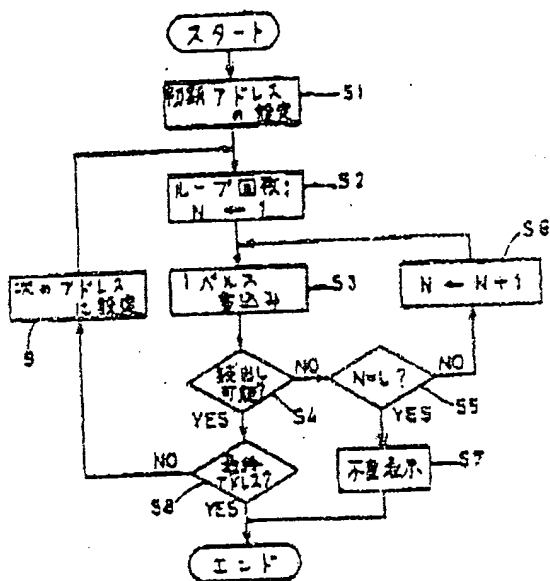 スタート
初期アドレス
の設定
S1
ループ回数;
N ← 1
S2
1パルス
書込み
S3
N ← N+1
S6
次のアドレス
に設定
S
読出し
可能?
S4
NO
YES
N=L?
S5
NO
YES
不良表示
S7
最終
アドレス?
S8
NO
YES
エンド